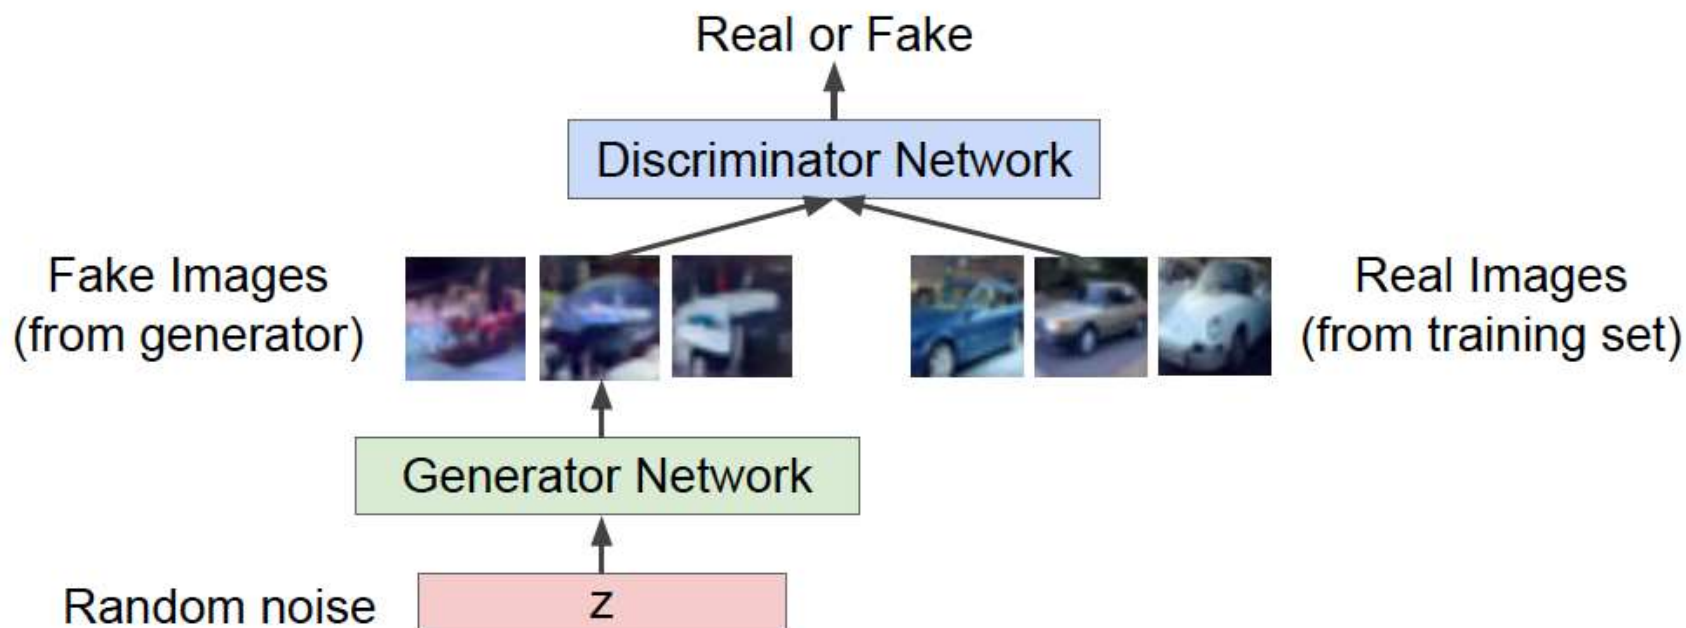 Real or Fake
Discriminator Network
Fake Images
(from generator)
Real Images
(from training set)
Generator Network
Random noise
z